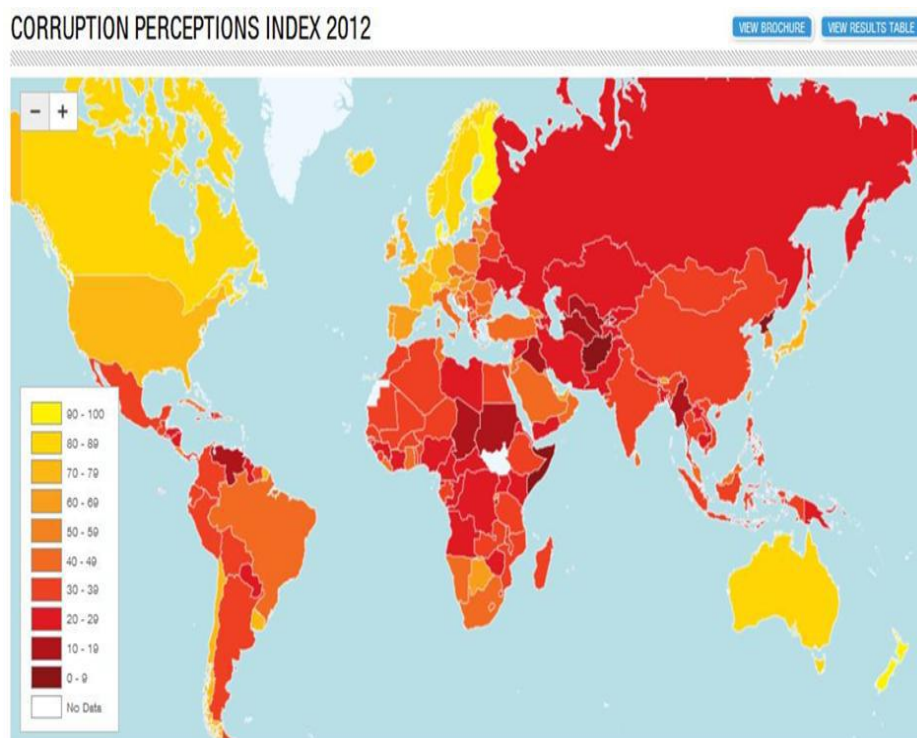 CORRUPTION PERCEPTIONS INDEX 2012
VIEW BROCHURE
VIEW RESULTS TABLE
− +
90 - 100
80 - 89
70 - 79
60 - 69
50 - 59
40 - 49
30 - 39
20 - 29
10 - 19
0 - 9
No Data